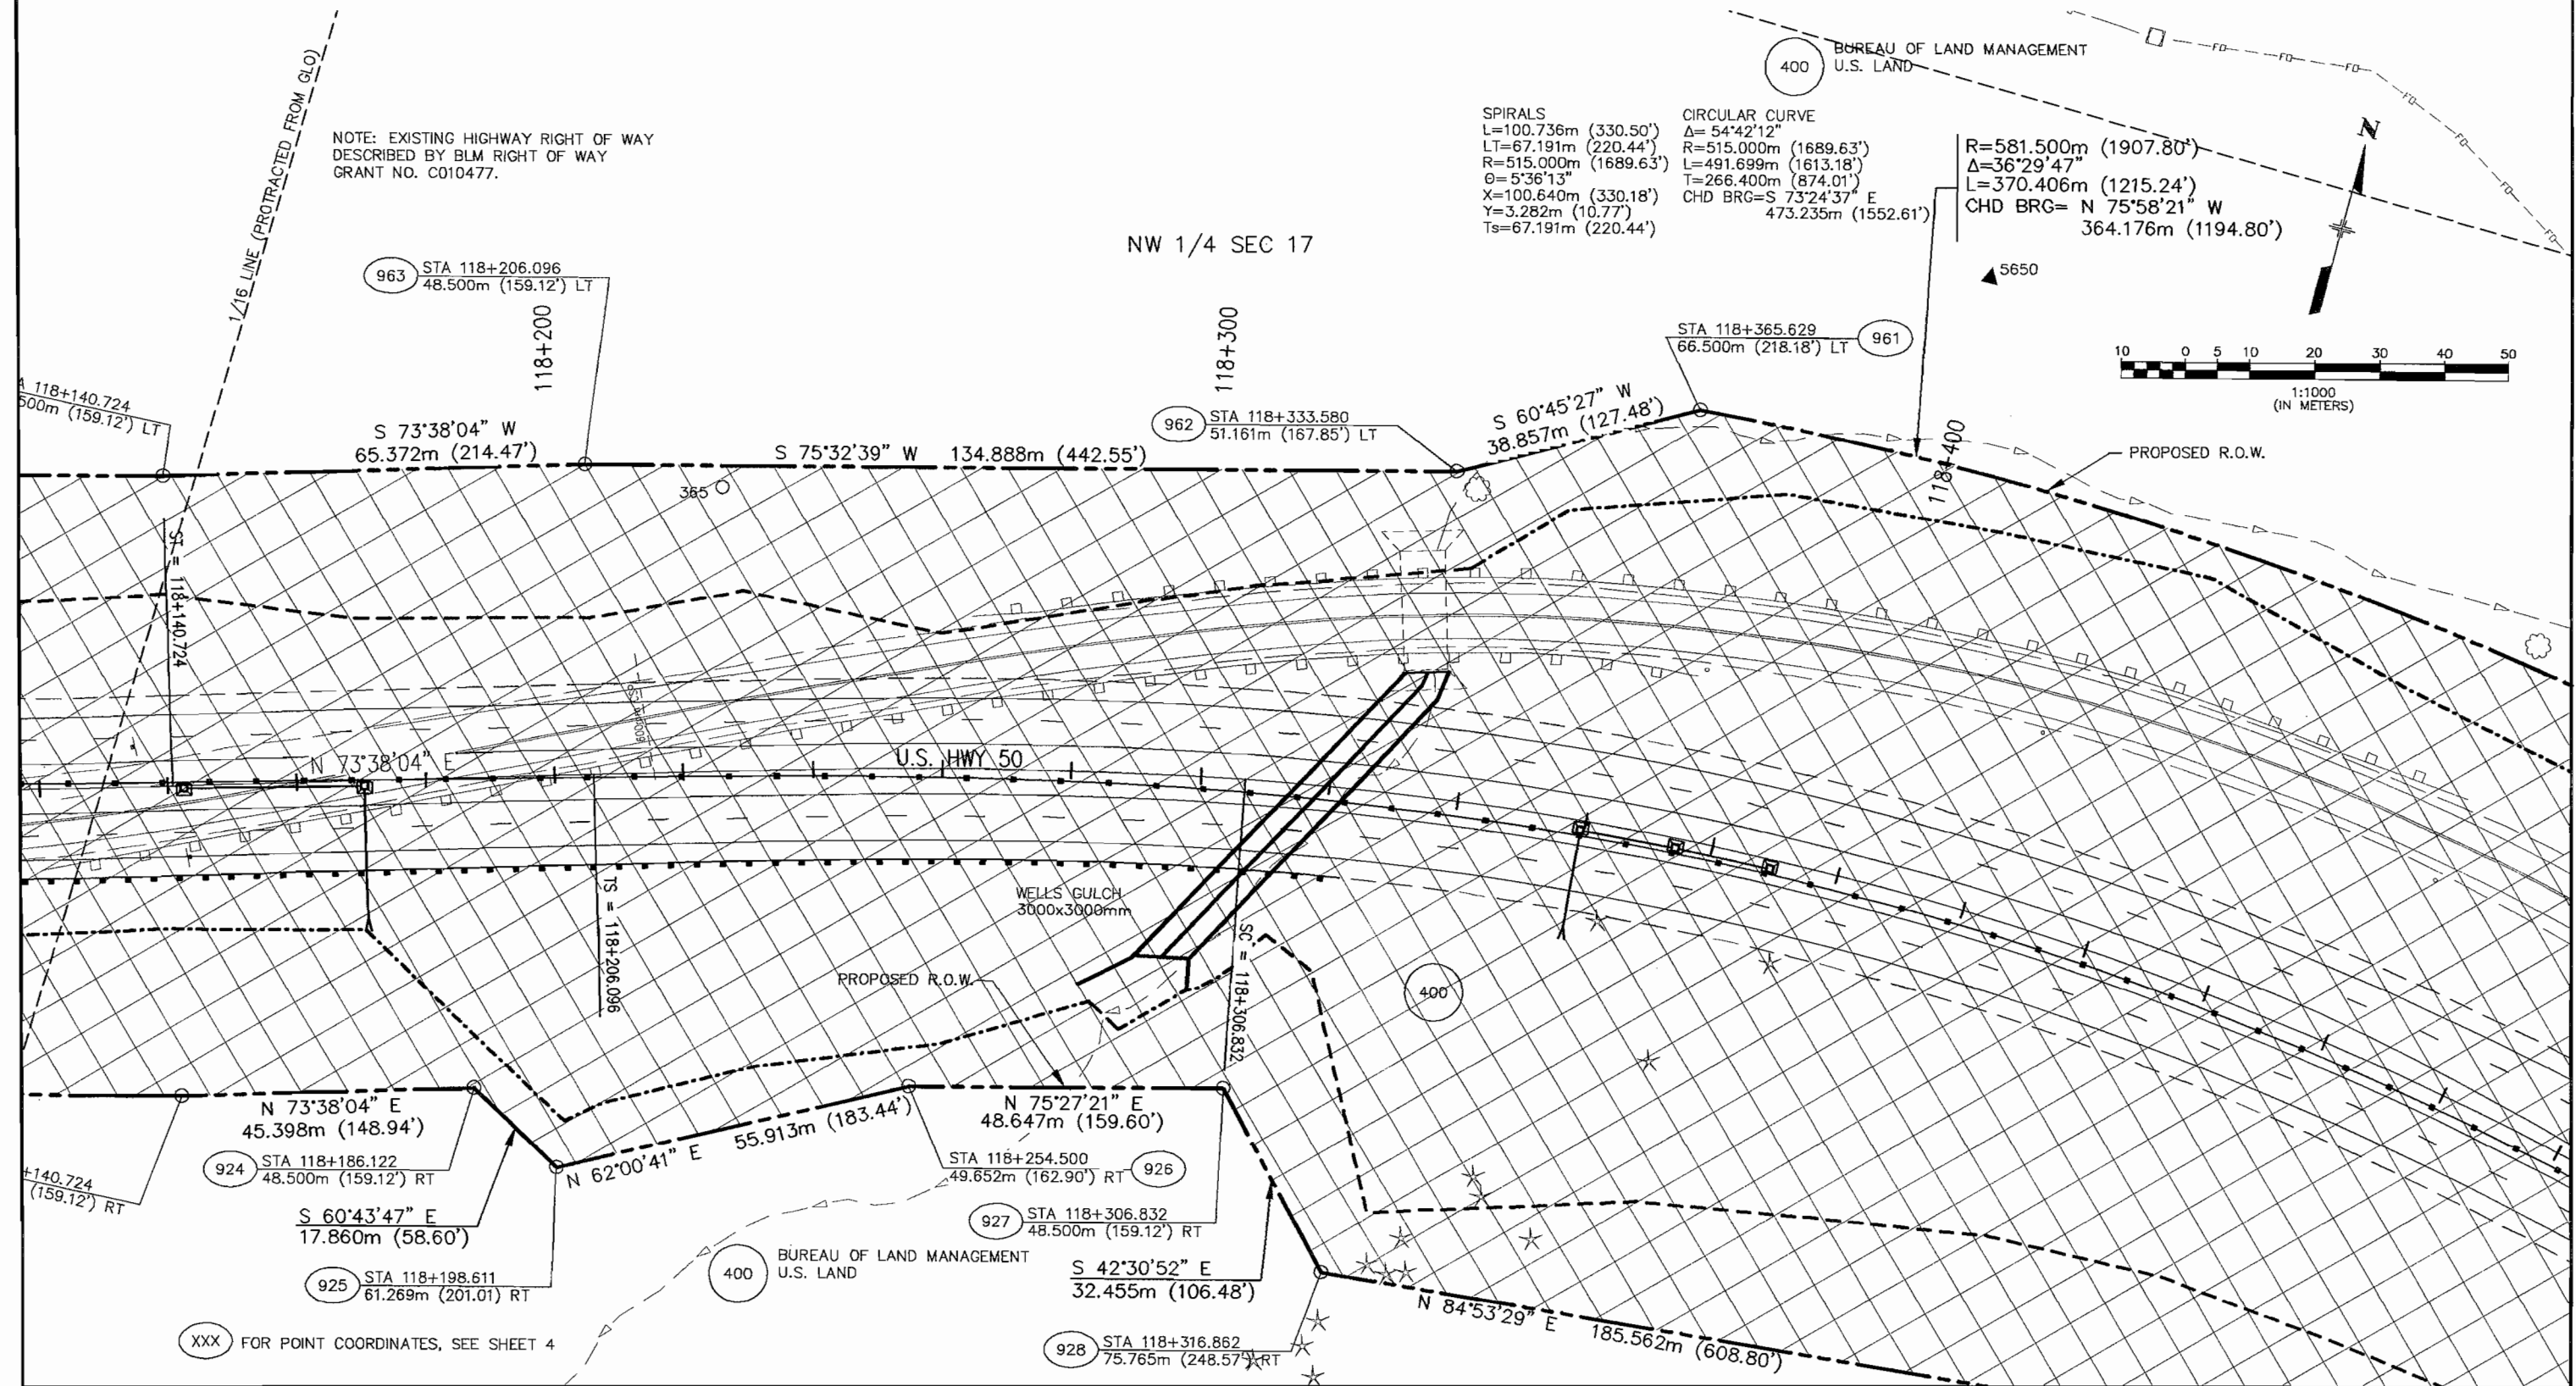 1/16 LINE (PROTRACTED FROM GLO)
NOTE: EXISTING HIGHWAY RIGHT OF WAY
DESCRIBED BY BLM RIGHT OF WAY
GRANT NO. C010477.
400
BUREAU OF LAND MANAGEMENT
U.S. LAND
FO FO FO FO FO FO FO
SPIRALS
L=100.736m (330.50')
LT=67.191m (220.44')
R=515.000m (1689.63')
Θ=5°36'13"
X=100.640m (330.18')
Y=3.282m (10.77')
Ts=67.191m (220.44')
CIRCULAR CURVE
Δ= 54°42'12"
R=515.000m (1689.63')
L=491.699m (1613.18')
T=266.400m (874.01')
CHD BRG=S 73°24'37" E
473.235m (1552.61')
R=581.500m (1907.80')
Δ=36°29'47"
L=370.406m (1215.24')
CHD BRG= N 75°58'21" W
364.176m (1194.80')
N
5650
NW 1/4 SEC 17
963
STA 118+206.096
48.500m (159.12') LT
118+200
118+300
STA 118+365.629
66.500m (218.18') LT
961
10 0 5 10 20 30 40 50
1:1000
(IN METERS)
118+140.724
500m (159.12') LT
S 73°38'04" W
65.372m (214.47')
S 75°32'39" W 134.888m (442.55')
962
STA 118+333.580
51.161m (167.85') LT
S 60°45'27" W
38.857m (127.48')
118+400
PROPOSED R.O.W.
365
ST = 118+140.724
N 73°38'04" E
U.S. HWY 50
TS = 118+206.096
WELLS GULCH
3000x3000mm
SC = 118+306.832
PROPOSED R.O.W.
400
N 73°38'04" E
45.398m (148.94')
N 62°00'41" E 55.913m (183.44')
N 75°27'21" E
48.647m (159.60')
924
STA 118+186.122
48.500m (159.12') RT
STA 118+254.500
49.652m (162.90') RT
926
+140.724
(159.12') RT
S 60°43'47" E
17.860m (58.60')
927
STA 118+306.832
48.500m (159.12') RT
925
STA 118+198.611
61.269m (201.01) RT
400
BUREAU OF LAND MANAGEMENT
U.S. LAND
S 42°30'52" E
32.455m (106.48')
N 84°53'29" E 185.562m (608.80')
XXX FOR POINT COORDINATES, SEE SHEET 4
928
STA 118+316.862
75.765m (248.57') RT